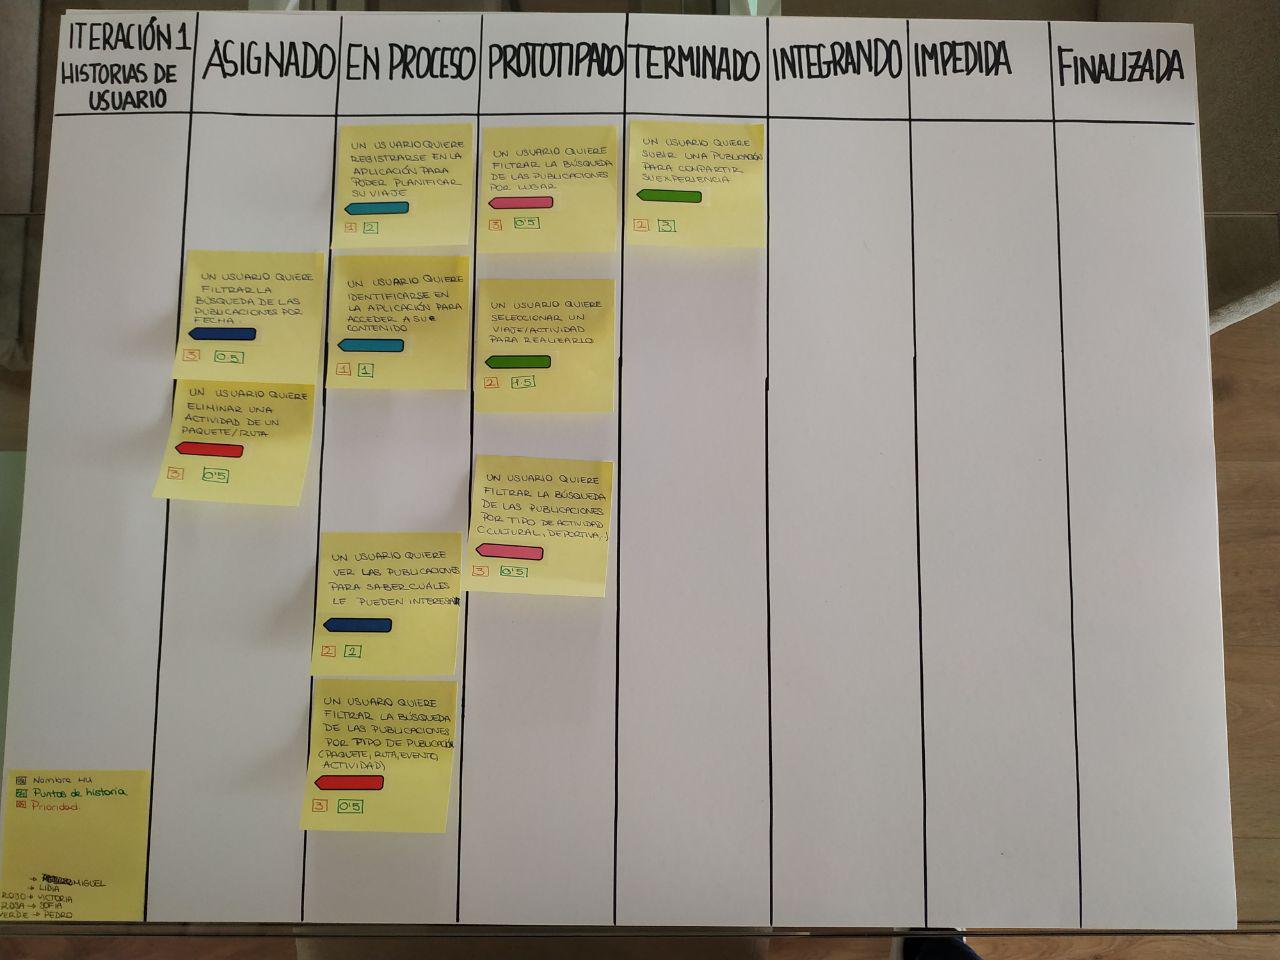 ITERACIÓN 1
HISTORIAS DE
USUARIO
ASIGNADO
EN PROCESO
PROTOTIPADO
TERMINADO
INTEGRANDO
IMPEDIDA
FINALIZADA
UN USUARIO QUIERE
FILTRAR LA
BÚSQUEDA DE LAS
PUBLICACIONES POR
FECHA.
3 0.5
UN USUARIO QUIERE
ELIMINAR UNA
ACTIVIDAD DE UN
PAQUETE/RUTA
3 0'5
UN USUARIO QUIERE
REGISTRARSE EN LA
APLICACIÓN PARA
PODER PLANIFICAR
SU VIAJE
1 2
UN USUARIO QUIERE
IDENTIFICARSE EN
LA APLICACIÓN PARA
ACCEDER A SU
CONTENIDO
1 1
UN USUARIO QUIERE
VER LAS PUBLICACIONES
PARA SABER CUÁLES
LE PUEDEN INTERESAR
2 2
UN USUARIO QUIERE
FILTRAR LA BÚSQUEDA
DE LAS PUBLICACIONES
POR TIPO DE PUBLICACIÓN
(PAQUETE, RUTA, EVENTO,
ACTIVIDAD)
3 0'5
UN USUARIO QUIERE
FILTRAR LA BÚSQUEDA
DE LAS PUBLICACIONES
POR LUGAR
3 0'5
UN USUARIO QUIERE
SELECCIONAR UN
VIAJE/ACTIVIDAD
PARA REALIZARLO
2 1.5
UN USUARIO QUIERE
FILTRAR LA BÚSQUEDA
DE LAS PUBLICACIONES
POR TIPO DE ACTIVIDAD
(CULTURAL, DEPORTIVA,..)
3 0'5
UN USUARIO QUIERE
SUBIR UNA PUBLICACIÓN
PARA COMPARTIR
SU EXPERIENCIA
2 3
Nombre HU
Puntos de historia
Prioridad
→ MIGUEL
→ LIDIA
ROJO → VICTORIA
ROSA → SOFIA
VERDE → PEDRO